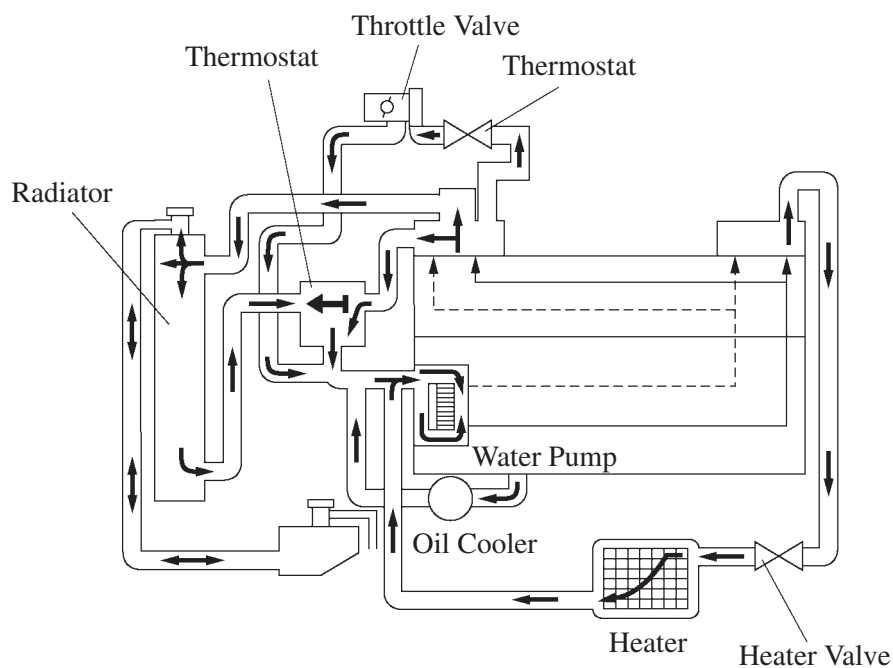 Throttle Valve
Thermostat
Thermostat
Radiator
Water Pump
Oil Cooler
Heater
Heater Valve